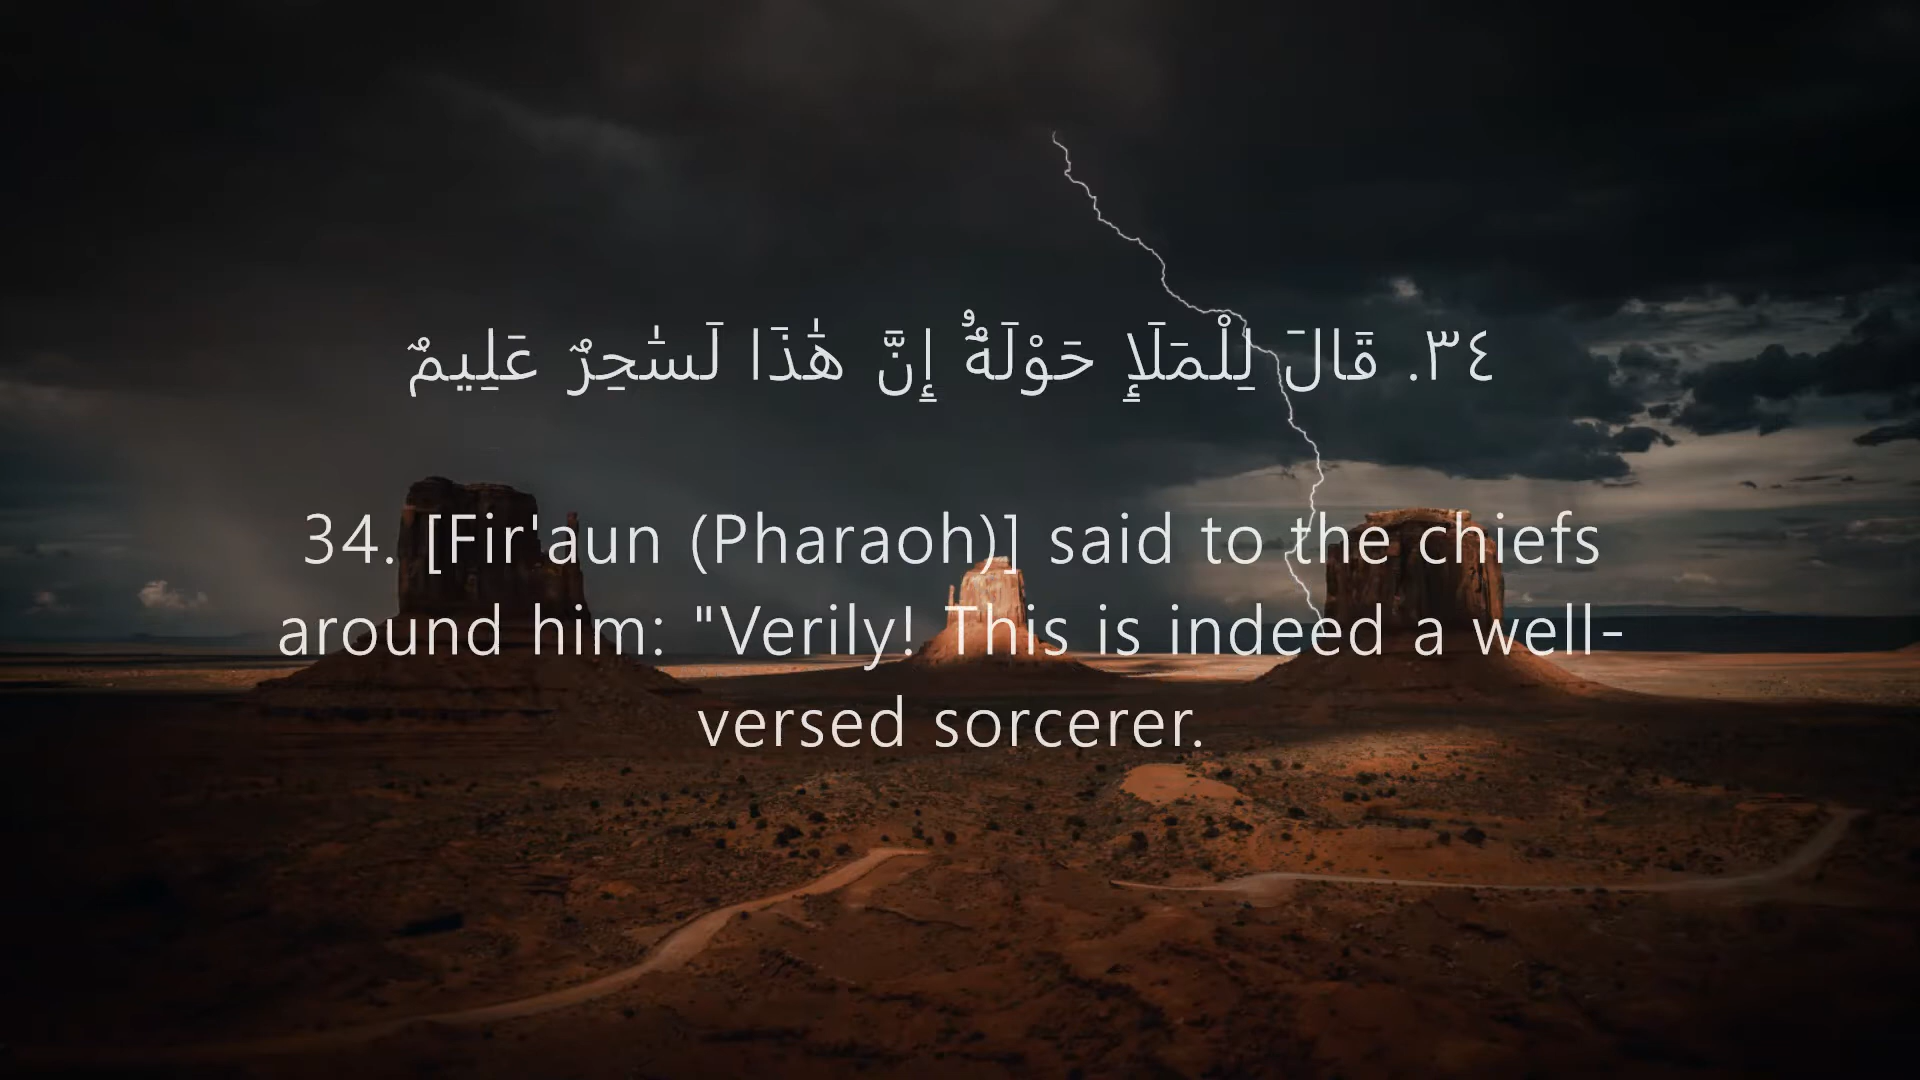 ٣٤. قَالَ لِلْمَلَإِ حَوْلَهُۥٓ إِنَّ هَٰذَا لَسَٰحِرٌ عَلِيمٌ
34. [Fir'aun (Pharaoh)] said to the chiefs
around him: "Verily! This is indeed a well-
versed sorcerer.